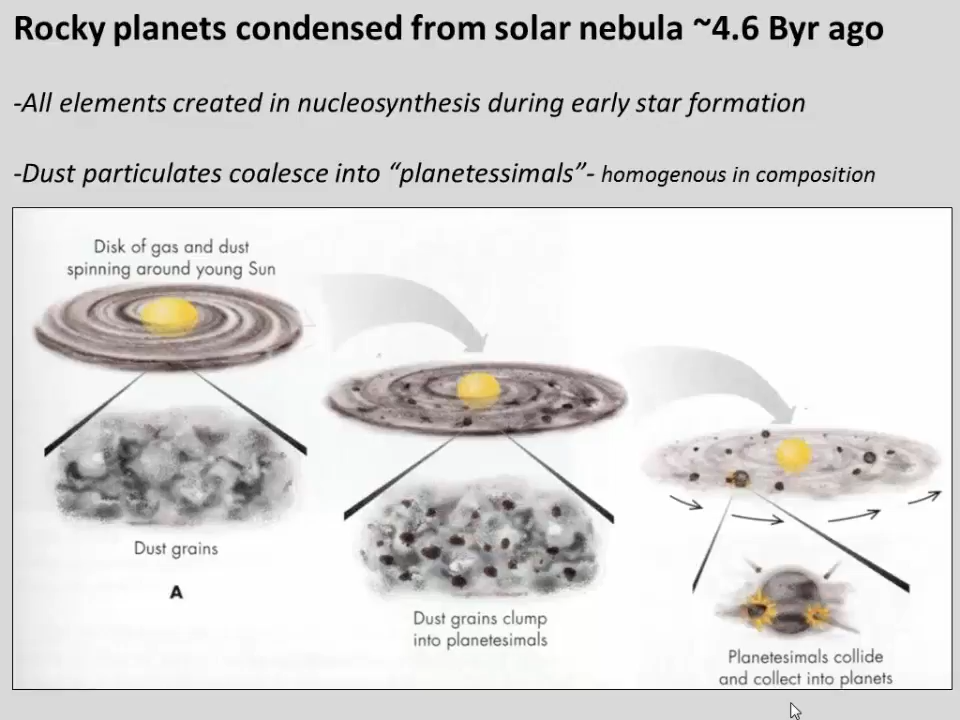 Rocky planets condensed from solar nebula ~4.6 Byr ago
-All elements created in nucleosynthesis during early star formation
-Dust particulates coalesce into “planetessimals”- homogenous in composition
Disk of gas and dust
spinning around young Sun
Dust grains
A
Dust grains clump
into planetesimals
Planetesimals collide
and collect into planets